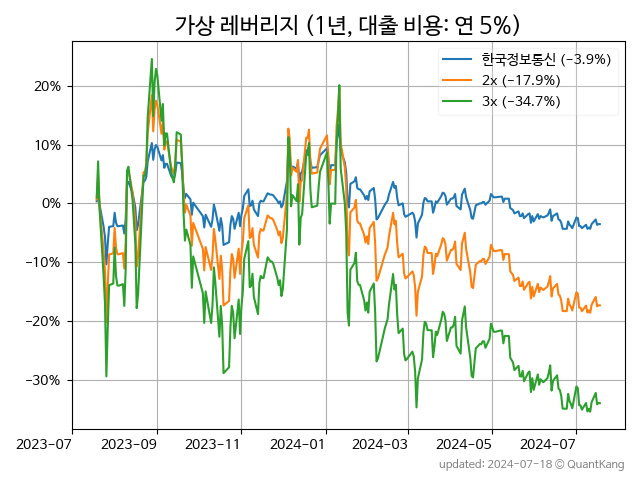 가상 레버리지 (1년, 대출 비용: 연 5%)
한국정보통신 (−3.9%)
2x (−17.9%)
3x (−34.7%)
20%
10%
0%
−10%
−20%
−30%
2023-07 2023-09 2023-11 2024-01 2024-03 2024-05 2024-07
updated: 2024-07-18 © QuantKang